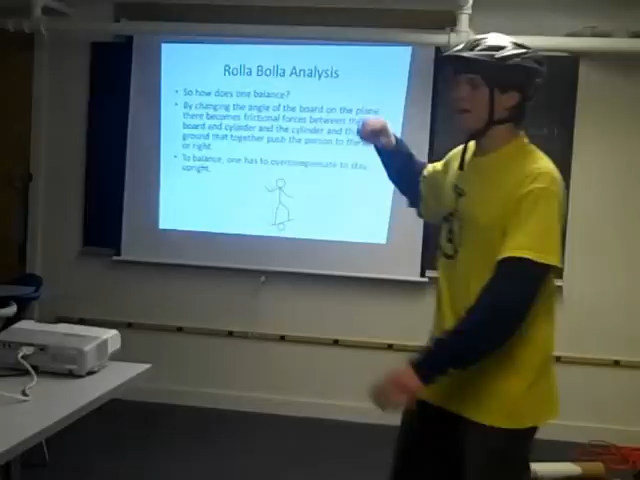 Rolla Bolla Analysis
• So how does one balance?
• By changing the angle of the board on the plane
there becomes frictional forces between the
board and cylinder and the cylinder and the
ground that together push the person to the
or right.
• To balance, one has to overcompensate to stay
upright.